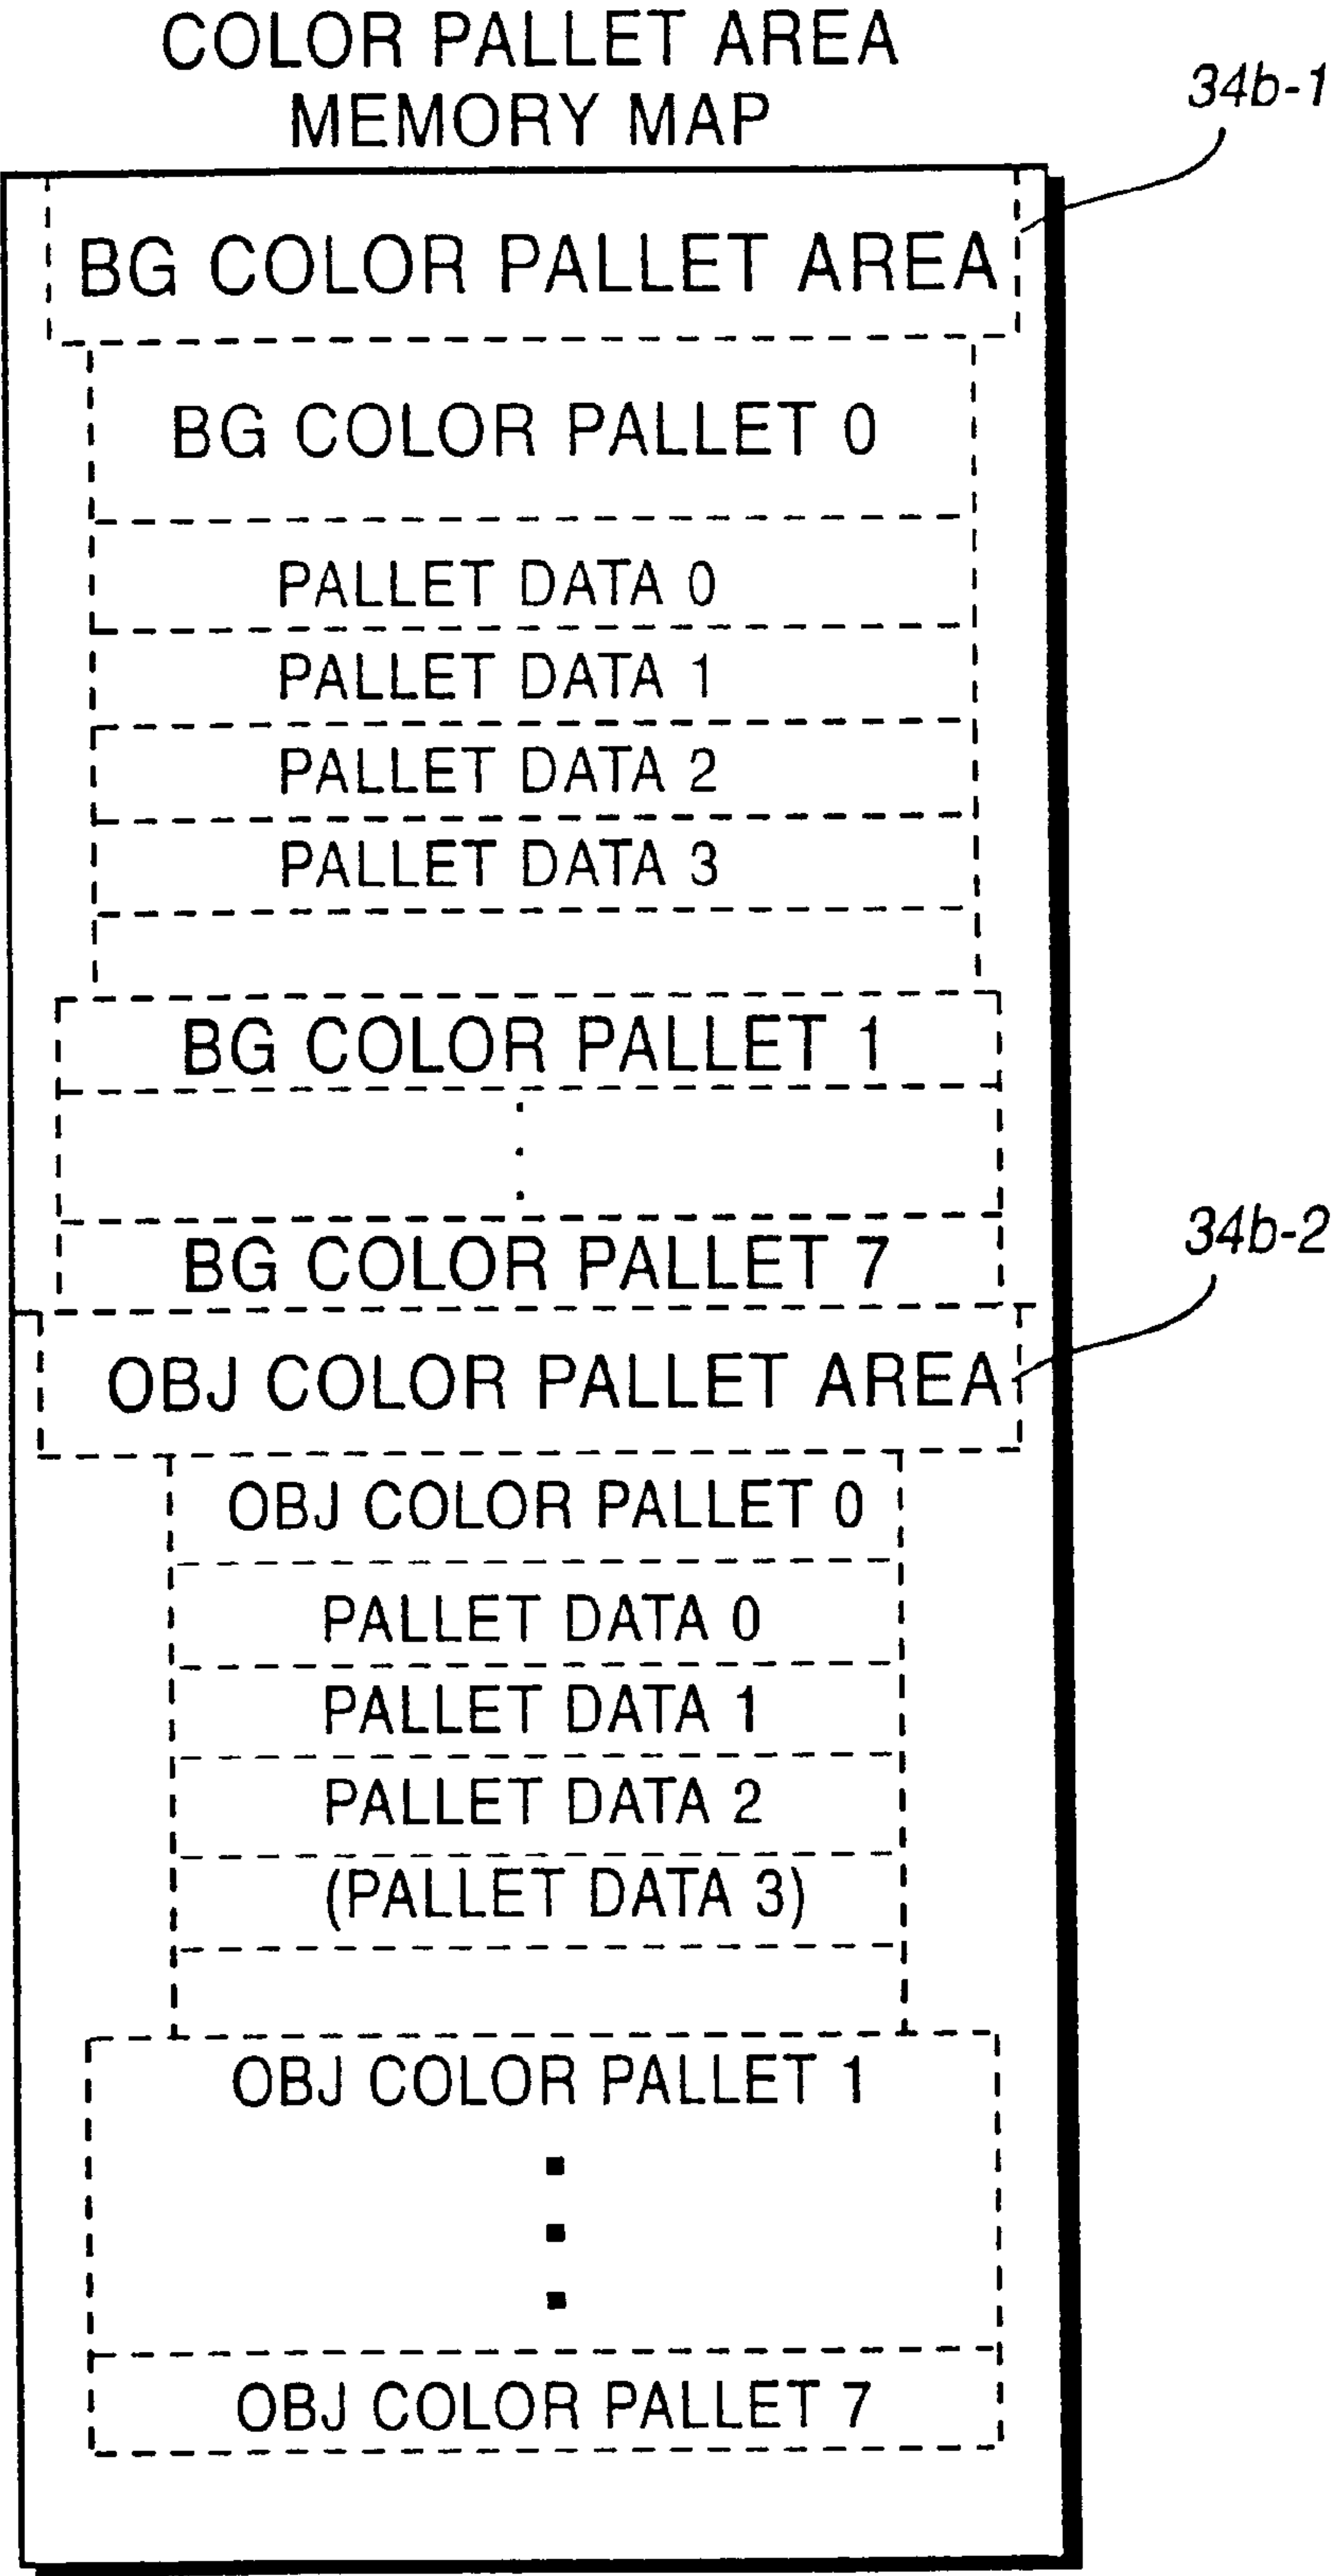 COLOR PALLET AREA
MEMORY MAP
34b-1
BG COLOR PALLET AREA
BG COLOR PALLET 0
PALLET DATA 0
PALLET DATA 1
PALLET DATA 2
PALLET DATA 3
BG COLOR PALLET 1
BG COLOR PALLET 7
34b-2
OBJ COLOR PALLET AREA
OBJ COLOR PALLET 0
PALLET DATA 0
PALLET DATA 1
PALLET DATA 2
(PALLET DATA 3)
OBJ COLOR PALLET 1
OBJ COLOR PALLET 7